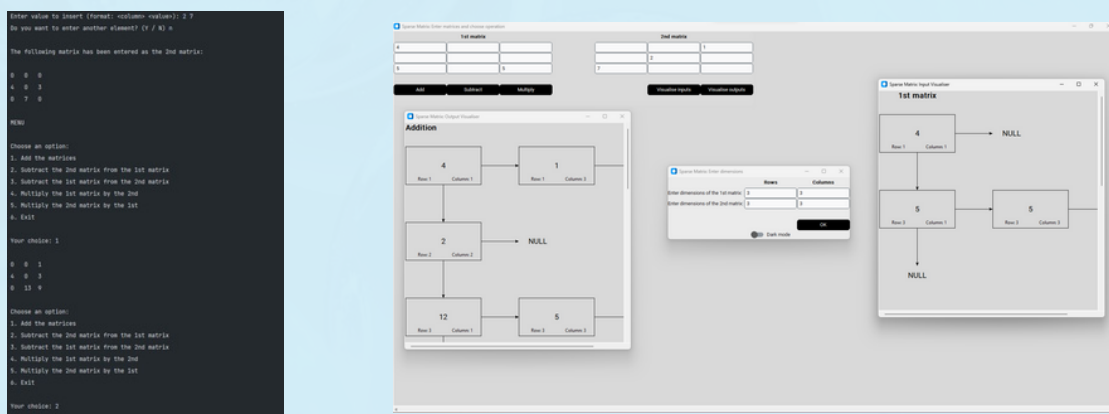 Enter value to insert (format: <column> <value>): 2 7
Do you want to enter another element? (Y / N) n
The following matrix has been entered as the 2nd matrix:
0 0 0
4 0 3
0 7 0
MENU
Choose an option:
1. Add the matrices
2. Subtract the 2nd matrix from the 1st matrix
3. Subtract the 1st matrix from the 2nd matrix
4. Multiply the 1st matrix by the 2nd
5. Multiply the 2nd matrix by the 1st
6. Exit
Your choice: 1
0 0 1
4 0 3
0 13 9
Choose an option:
1. Add the matrices
2. Subtract the 2nd matrix from the 1st matrix
3. Subtract the 1st matrix from the 2nd matrix
4. Multiply the 1st matrix by the 2nd
5. Multiply the 2nd matrix by the 1st
6. Exit
Your choice: 2
Sparse Matrix: Enter matrices and choose operation
1st matrix 2nd matrix
4 1
2
5 5 7
Add Subtract Multiply Visualise inputs Visualise outputs
Sparse Matrix Output Visualiser
Addition
4 1
Row 1 Column 1 Row 1 Column 3
2 NULL
Row 2 Column 2
12 5
Row 3 Column 1 Row 3 Column 3
Sparse Matrix: Enter dimensions
Rows Columns
Enter dimensions of the 1st matrix: 3 3
Enter dimensions of the 2nd matrix: 3 3
OK
Dark mode
Sparse Matrix Input Visualiser
1st matrix
4 NULL
Row 1 Column 1
5 5
Row 3 Column 1 Row 3 Column 3
NULL